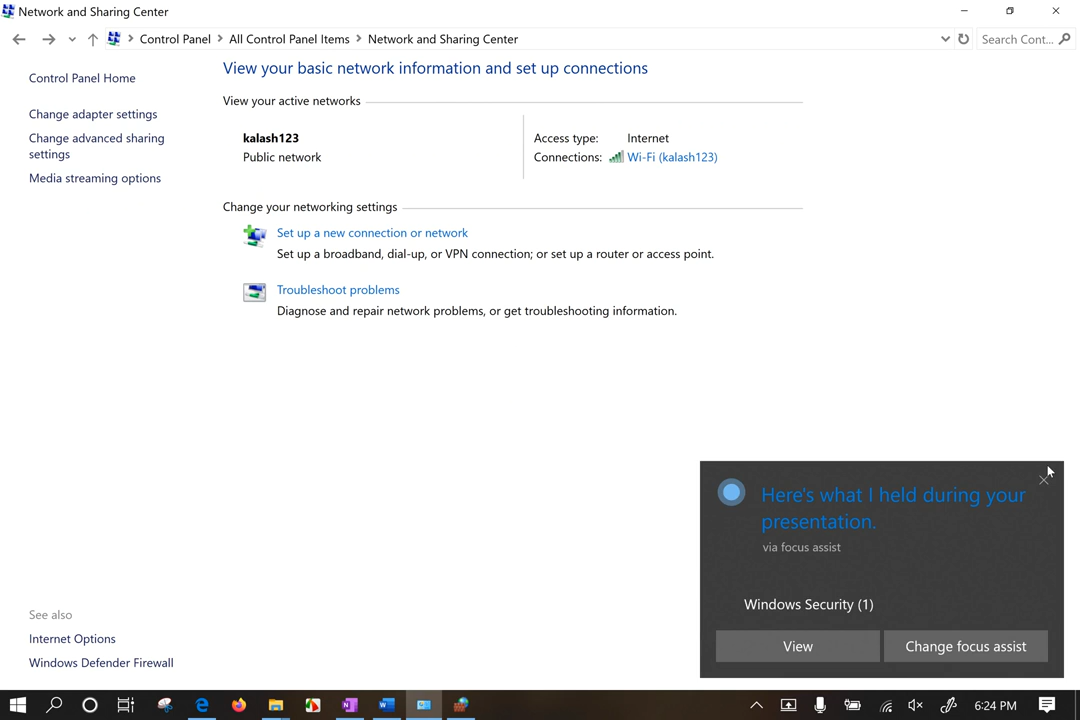 Network and Sharing Center
Control Panel
All Control Panel Items
Network and Sharing Center
Search Cont...
Control Panel Home
Change adapter settings
Change advanced sharing
settings
Media streaming options
View your basic network information and set up connections
View your active networks
kalash123
Public network
Access type: Internet
Connections: Wi-Fi (kalash123)
Change your networking settings
Set up a new connection or network
Set up a broadband, dial-up, or VPN connection; or set up a router or access point.
Troubleshoot problems
Diagnose and repair network problems, or get troubleshooting information.
Here's what I held during your
presentation.
via focus assist
Windows Security (1)
View
Change focus assist
See also
Internet Options
Windows Defender Firewall
6:24 PM